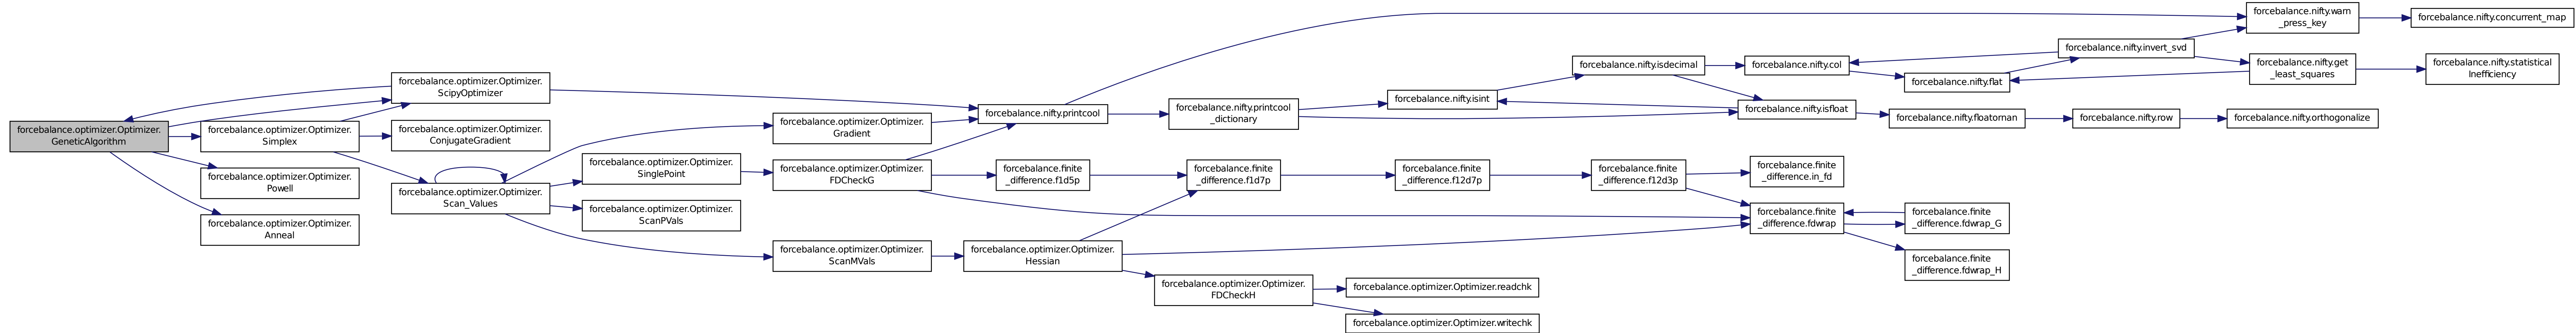 forcebalance.optimizer.Optimizer.
GeneticAlgorithm
forcebalance.optimizer.Optimizer.
Simplex
forcebalance.optimizer.Optimizer.
Powell
forcebalance.optimizer.Optimizer.
Anneal
forcebalance.optimizer.Optimizer.
ScipyOptimizer
forcebalance.optimizer.Optimizer.
ConjugateGradient
forcebalance.optimizer.Optimizer.
Scan_Values
forcebalance.optimizer.Optimizer.
SinglePoint
forcebalance.optimizer.Optimizer.
ScanPVals
forcebalance.optimizer.Optimizer.
Gradient
forcebalance.optimizer.Optimizer.
FDCheckG
forcebalance.optimizer.Optimizer.
ScanMVals
forcebalance.nifty.printcool
forcebalance.finite
_difference.f1d5p
forcebalance.optimizer.Optimizer.
Hessian
forcebalance.nifty.printcool
_dictionary
forcebalance.finite
_difference.f1d7p
forcebalance.optimizer.Optimizer.
FDCheckH
forcebalance.nifty.isint
forcebalance.finite
_difference.f12d7p
forcebalance.optimizer.Optimizer.readchk
forcebalance.optimizer.Optimizer.writechk
forcebalance.nifty.isdecimal
forcebalance.finite
_difference.f12d3p
forcebalance.nifty.col
forcebalance.nifty.isfloat
forcebalance.finite
_difference.in_fd
forcebalance.finite
_difference.fdwrap
forcebalance.nifty.flat
forcebalance.nifty.floatornan
forcebalance.finite
_difference.fdwrap_G
forcebalance.finite
_difference.fdwrap_H
forcebalance.nifty.invert_svd
forcebalance.nifty.row
forcebalance.nifty.warn
_press_key
forcebalance.nifty.get
_least_squares
forcebalance.nifty.orthogonalize
forcebalance.nifty.concurrent_map
forcebalance.nifty.statistical
Inefficiency